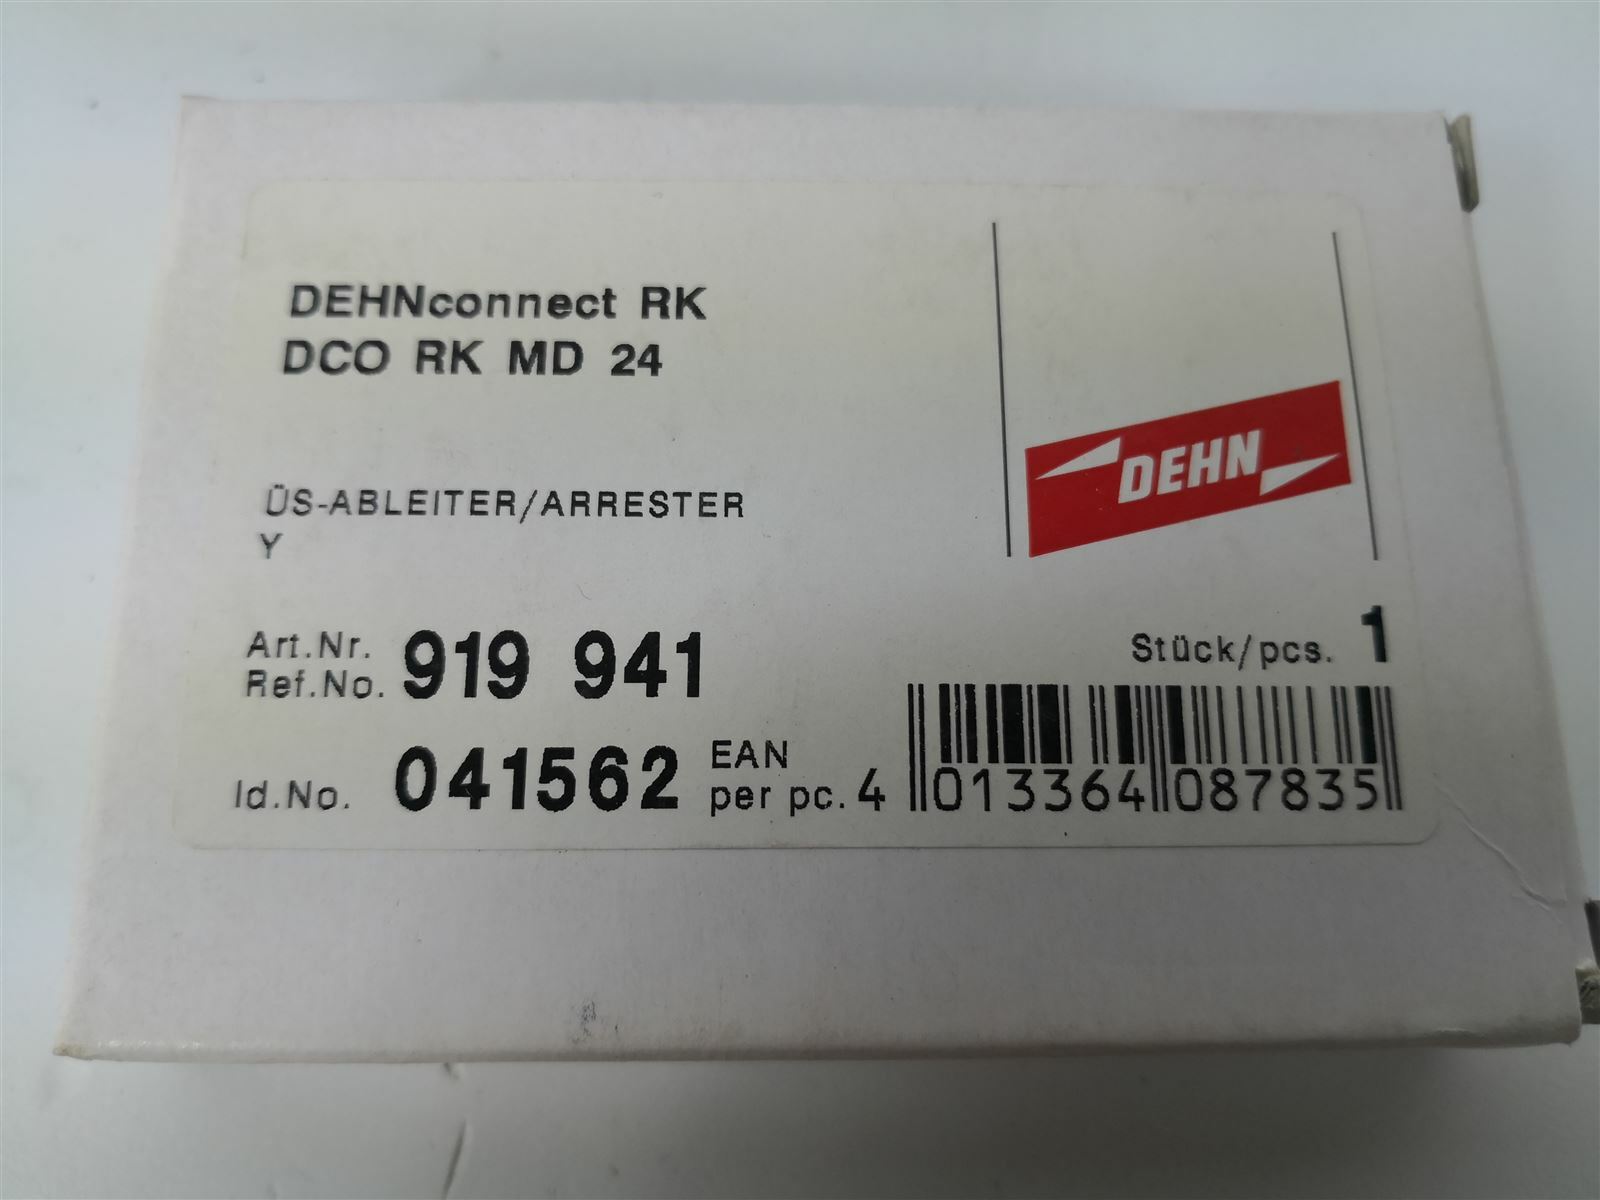 DEHNconnect RK
DCO RK MD 24
DEHN
ÜS-ABLEITER/ARRESTER
Y
Art.Nr.
Ref.No. 919 941
Stück/pcs. 1
Id.No. 041562
EAN
per pc. 4 013364 087835